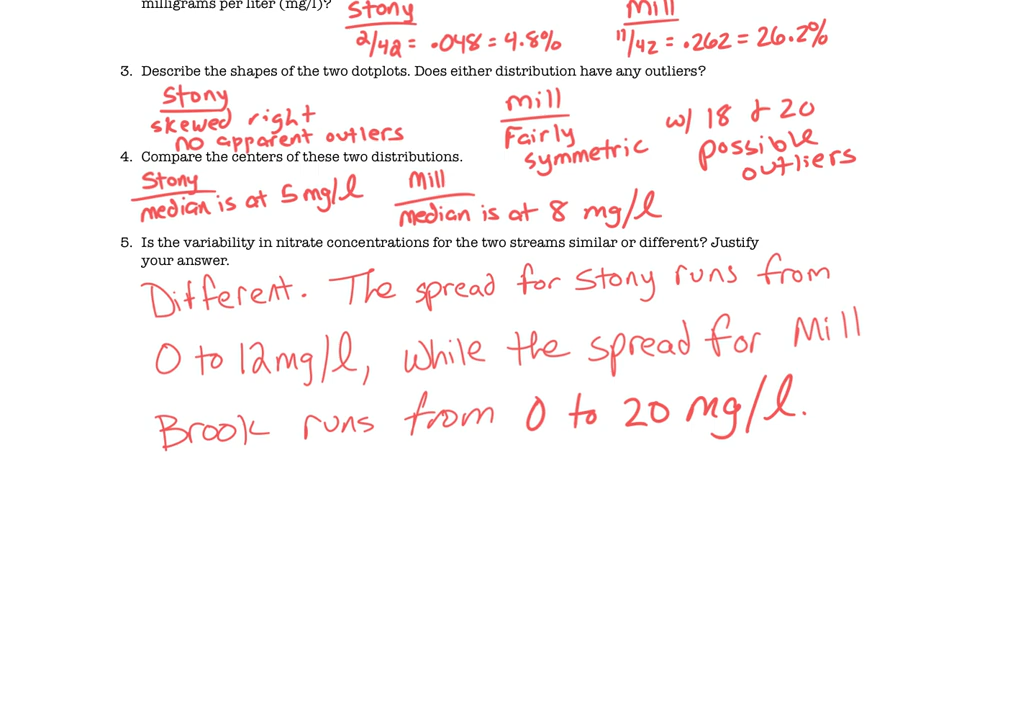 milligrams per liter (mg/l)?
Stony Mill
2/42 = .048 = 4.8% 11/42 = .262 = 26.2%
3. Describe the shapes of the two dotplots. Does either distribution have any outliers?
Stony
skewed right
no apparent outliers
Mill
Fairly
symmetric
w/ 18 & 20
possible
outliers
4. Compare the centers of these two distributions.
Stony
median is at 5 mg/l
Mill
median is at 8 mg/l
5. Is the variability in nitrate concentrations for the two streams similar or different? Justify
your answer.
Different. The spread for Stony runs from
0 to 12mg/l, while the spread for Mill
Brook runs from 0 to 20 mg/l.